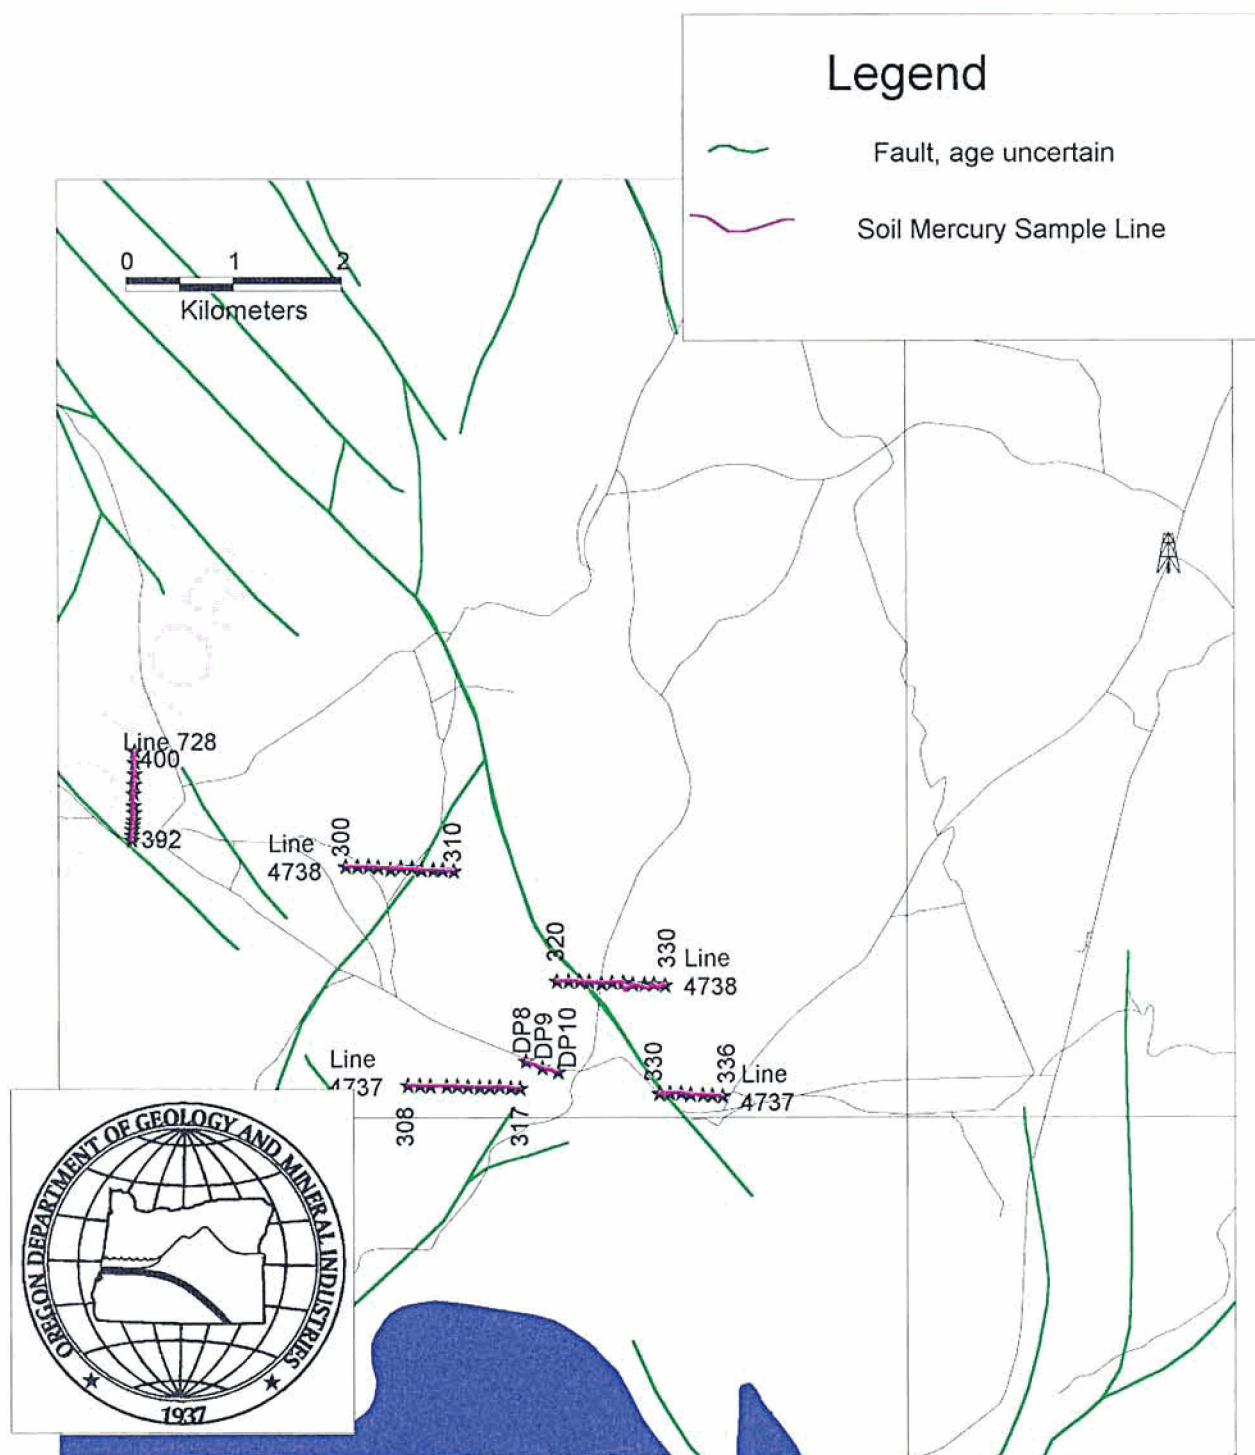 Legend
Fault, age uncertain
Soil Mercury Sample Line
0 1 2
Kilometers
Line 728
400
392
Line
4738
300
310
320
330
Line
4738
DP8
DP9
DP10
Line
4737
308
317
330
336
Line
4737
OREGON DEPARTMENT OF GEOLOGY AND MINERAL INDUSTRIES
1937